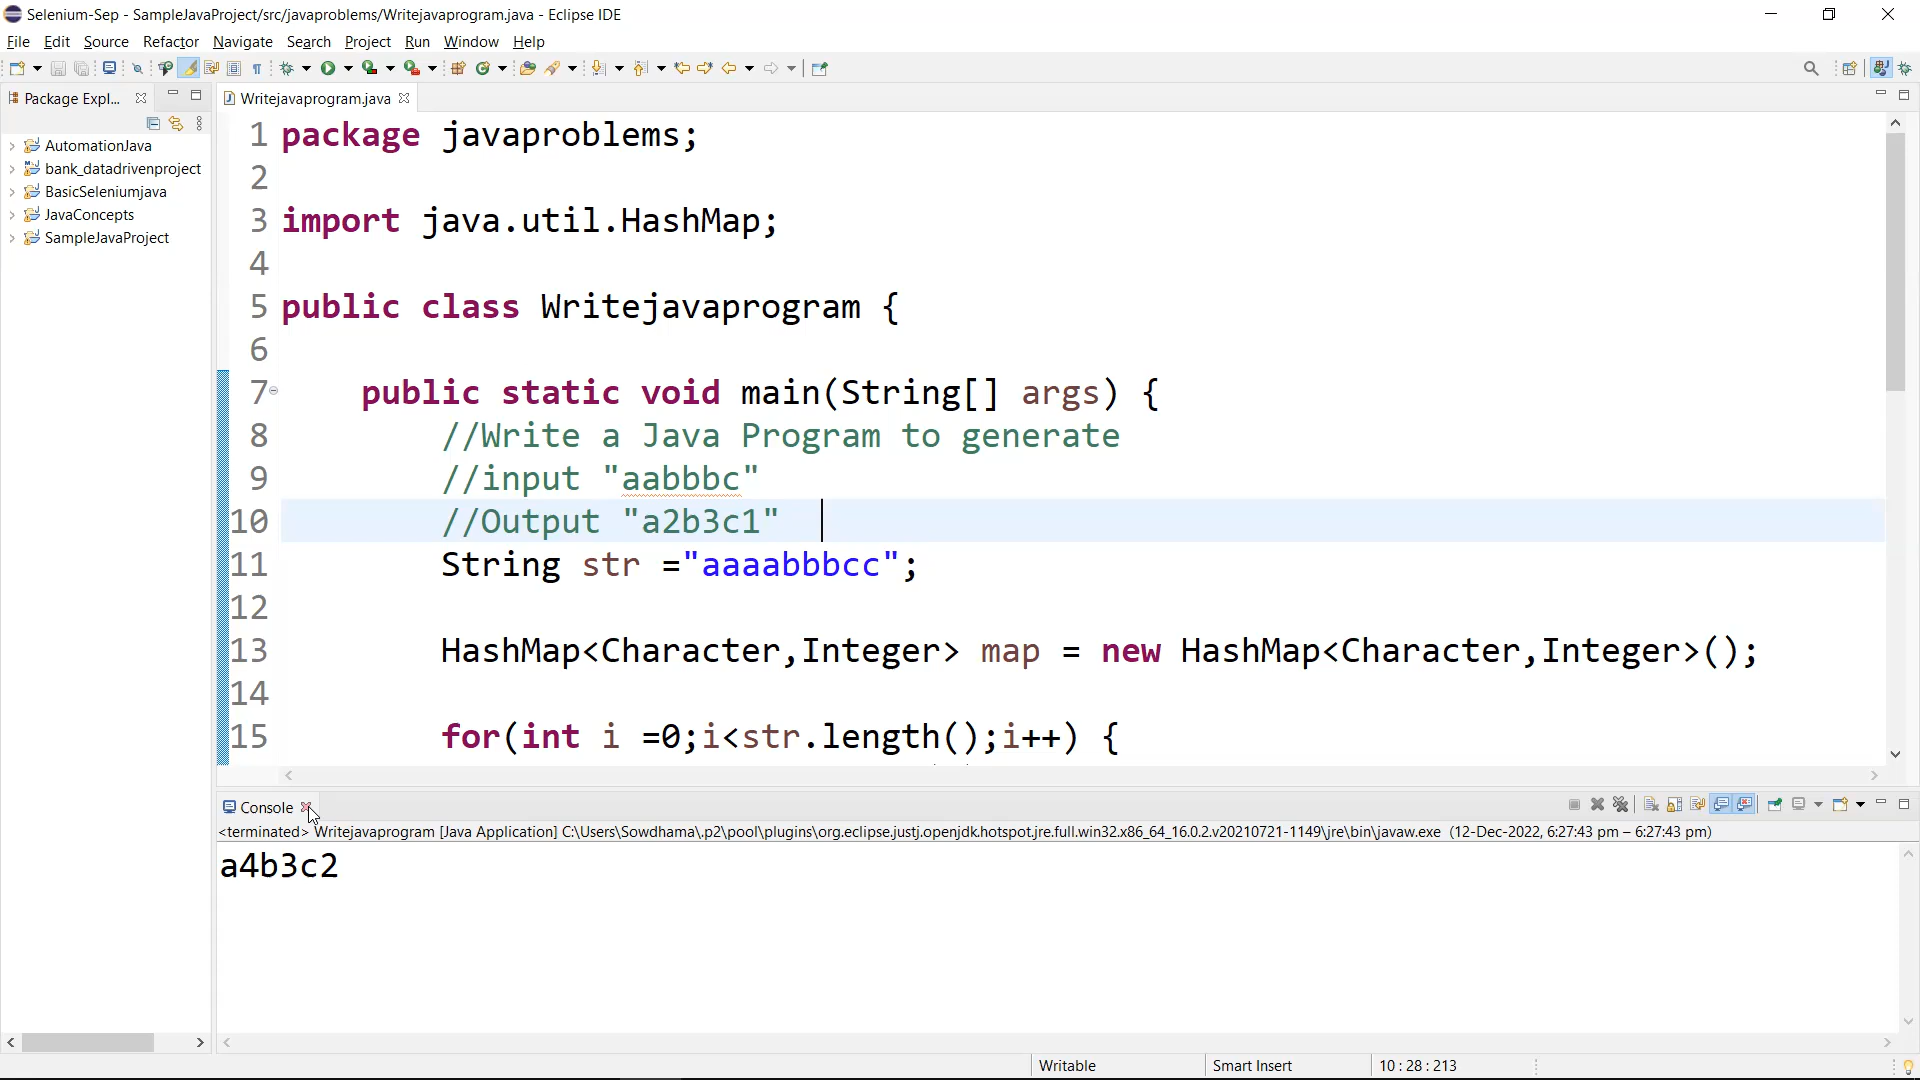 Selenium-Sep - SampleJavaProject/src/javaproblems/Writejavaprogram.java - Eclipse IDE
File Edit Source Refactor Navigate Search Project Run Window Help
Package Expl...
AutomationJava
bank_datadrivenproject
BasicSeleniumjava
JavaConcepts
SampleJavaProject
Writejavaprogram.java
1 package javaproblems;
2
3 import java.util.HashMap;
4
5 public class Writejavaprogram {
6
7 public static void main(String[] args) {
8 //Write a Java Program to generate
9 //input "aabbbc"
10 //Output "a2b3c1"
11 String str ="aaaabbbcc";
12
13 HashMap<Character,Integer> map = new HashMap<Character,Integer>();
14
15 for(int i =0;i<str.length();i++) {
Console
<terminated> Writejavaprogram [Java Application] C:\Users\Sowdhama\.p2\pool\plugins\org.eclipse.justj.openjdk.hotspot.jre.full.win32.x86_64_16.0.2.v20210721-1149\jre\bin\javaw.exe (12-Dec-2022, 6:27:43 pm – 6:27:43 pm)
a4b3c2
Writable Smart Insert 10 : 28 : 213